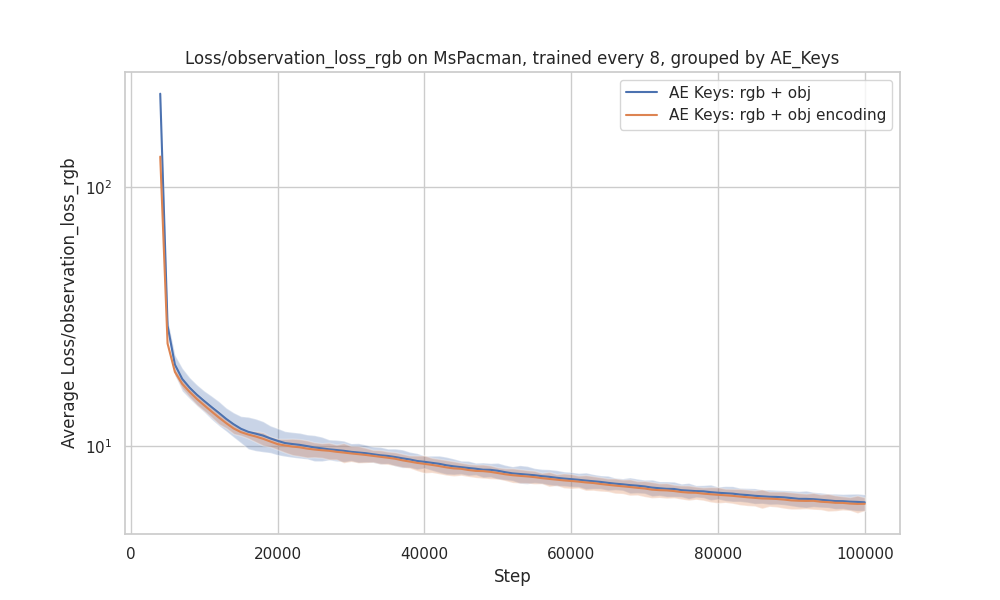 Loss/observation_loss_rgb on MsPacman, trained every 8, grouped by AE_Keys
AE Keys: rgb + obj
AE Keys: rgb + obj encoding
Average Loss/observation_loss_rgb
10²
10¹
0 20000 40000 60000 80000 100000
Step